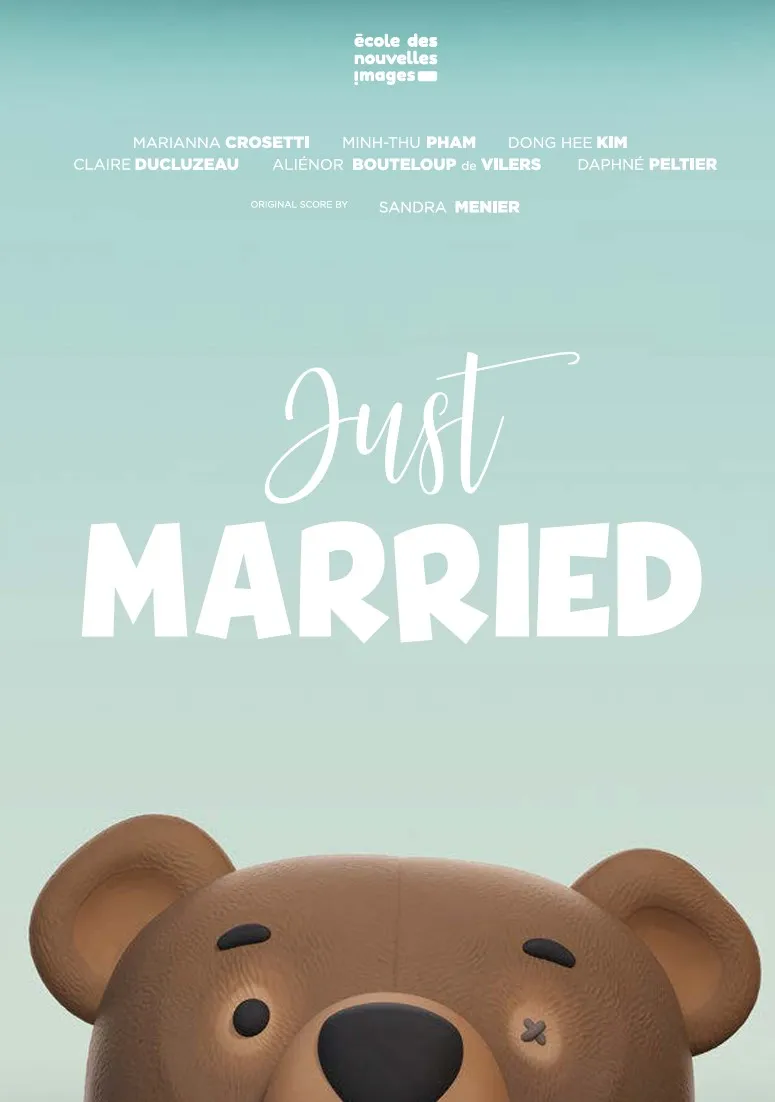 école des
nouvelles
images
MARIANNA CROSETTI MINH-THU PHAM DONG HEE KIM
CLAIRE DUCLUZEAU ALIÉNOR BOUTELOUP de VILERS DAPHNÉ PELTIER
ORIGINAL SCORE BY SANDRA MENIER
Just
MARRIED